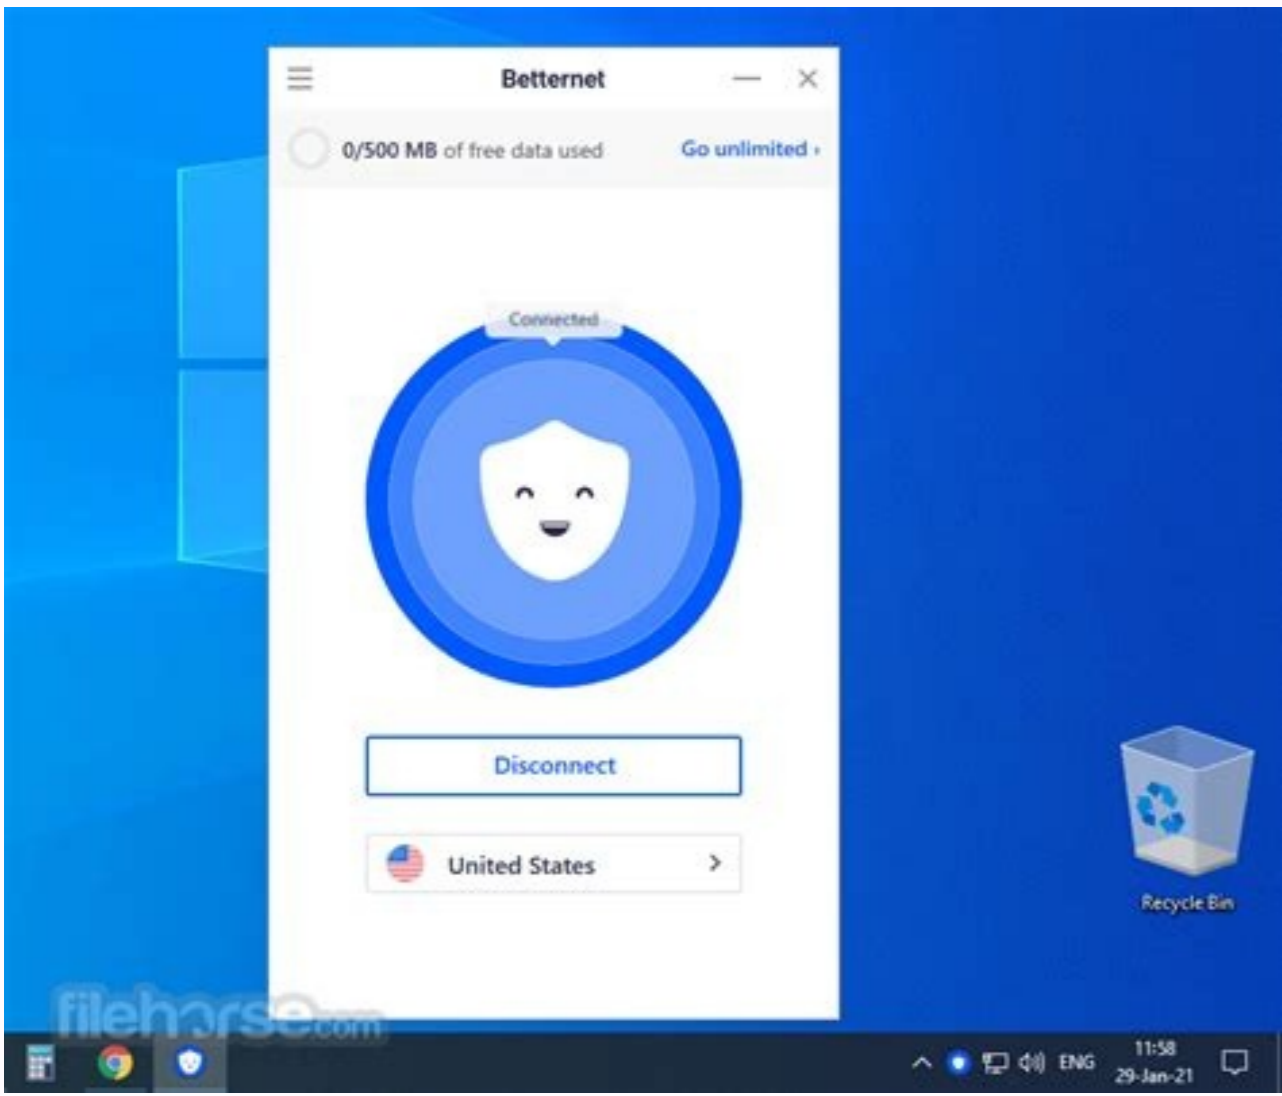 Betternet
0/500 MB of free data used Go unlimited ›
Connected
Disconnect
United States
Recycle Bin
filehorse.com
ENG
11:58
29-Jan-21